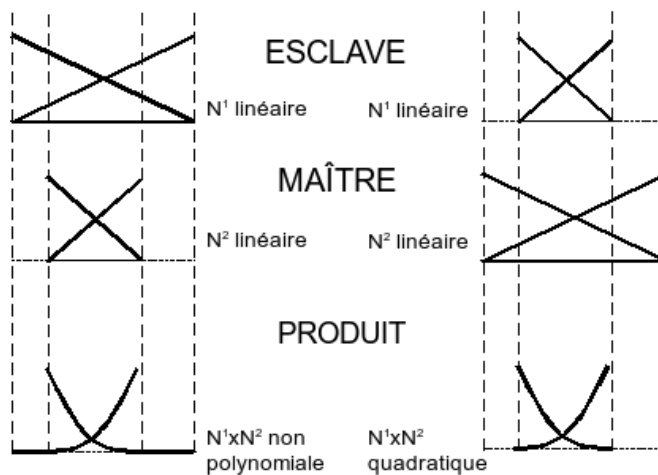 ESCLAVE
N¹ linéaire
N¹ linéaire
MAÎTRE
N² linéaire
N² linéaire
PRODUIT
N¹xN² non
polynomiale
N¹xN²
quadratique